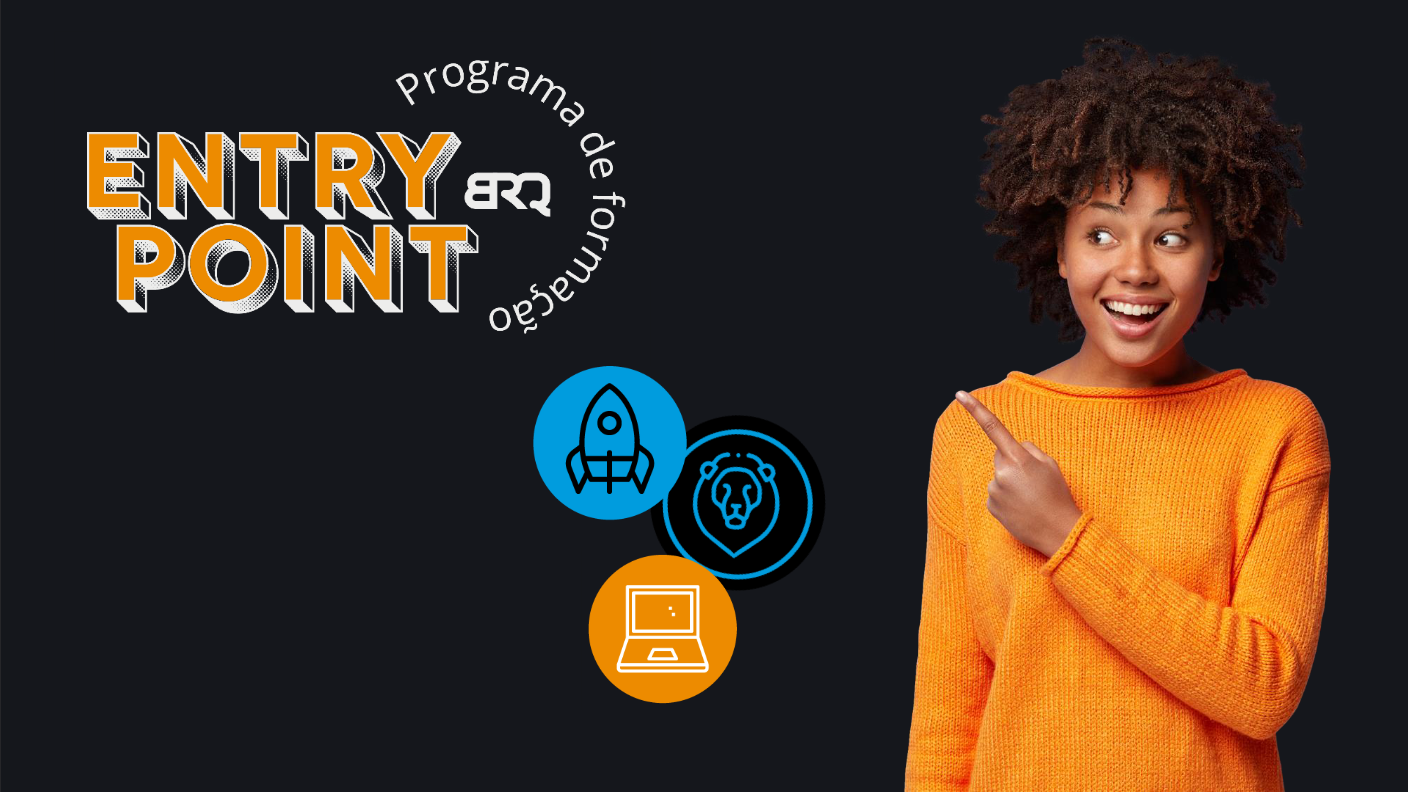 Programa de formação
ENTRY
BRQ
POINT